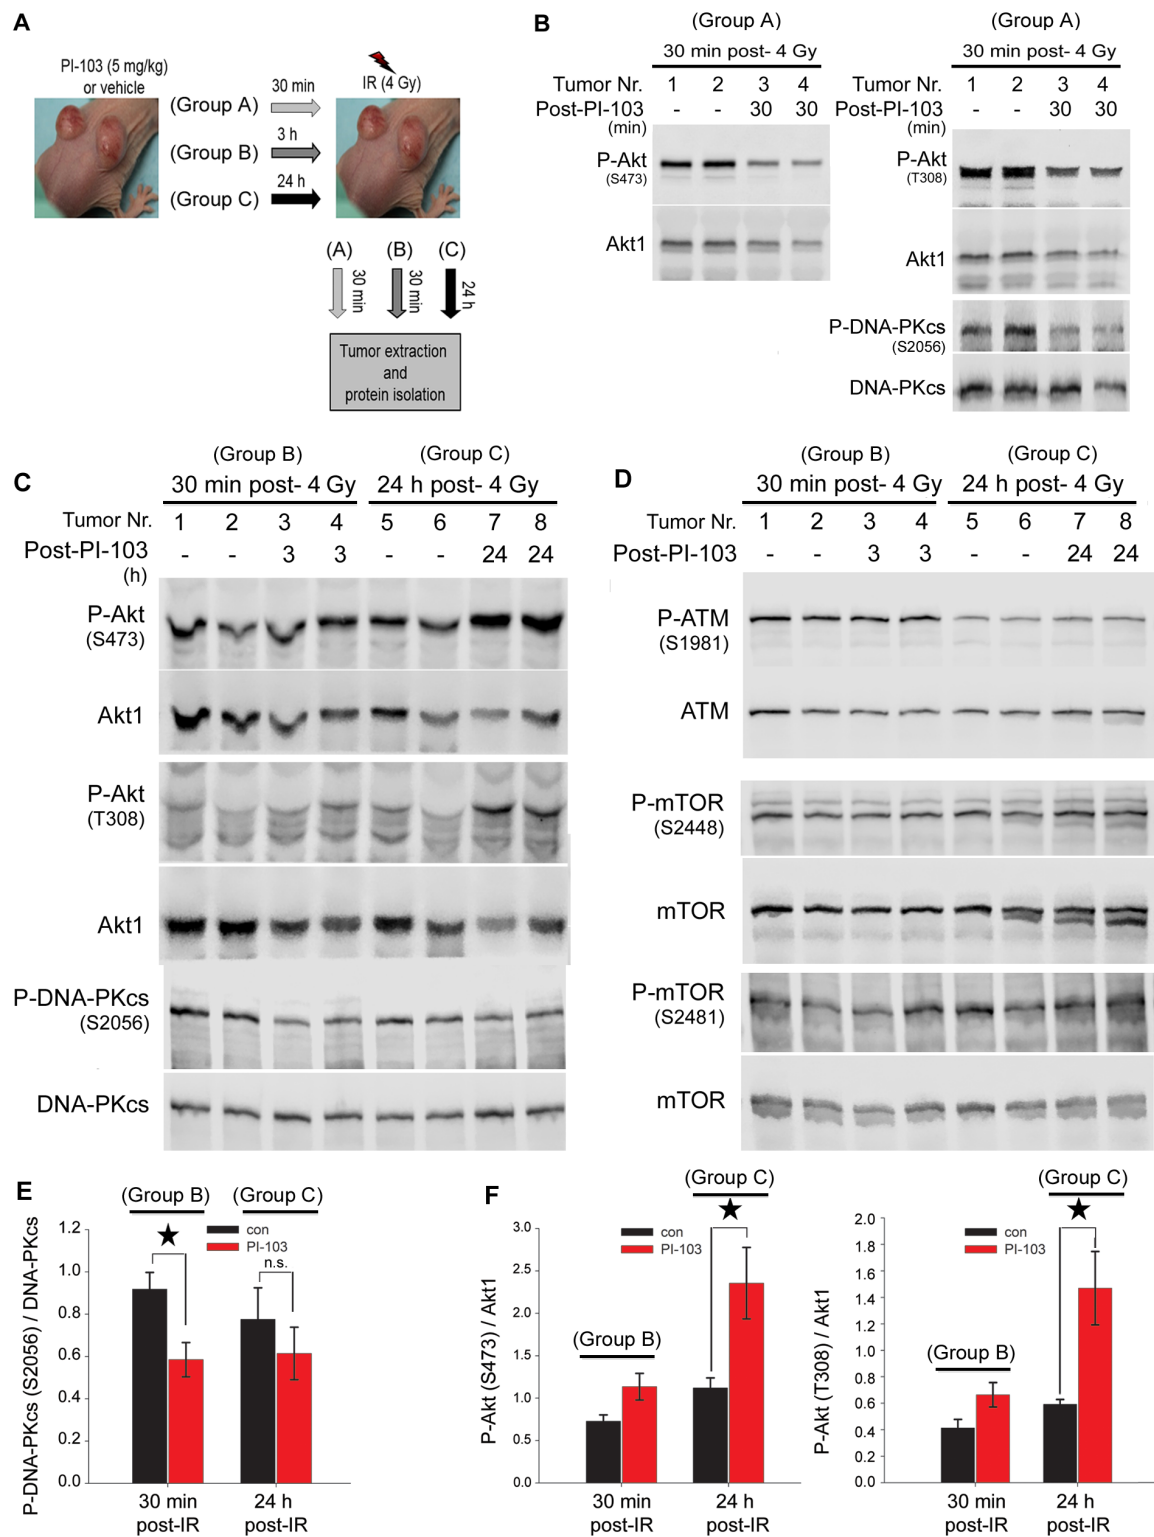 A
PI-103 (5 mg/kg)
or vehicle
IR (4 Gy)
(Group A)
30 min
(Group B)
3 h
(Group C)
24 h
(A) (B) (C)
30 min
30 min
24 h
Tumor extraction
and
protein isolation
B
(Group A)
30 min post- 4 Gy
Tumor Nr. 1 2 3 4
Post-PI-103 - - 30 30
(min)
P-Akt
(S473)
Akt1
(Group A)
30 min post- 4 Gy
Tumor Nr. 1 2 3 4
Post-PI-103 - - 30 30
(min)
P-Akt
(T308)
Akt1
P-DNA-PKcs
(S2056)
DNA-PKcs
C
(Group B) (Group C)
30 min post- 4 Gy 24 h post- 4 Gy
Tumor Nr. 1 2 3 4 5 6 7 8
Post-PI-103 - - 3 3 - - 24 24
(h)
P-Akt
(S473)
Akt1
P-Akt
(T308)
Akt1
P-DNA-PKcs
(S2056)
DNA-PKcs
D
(Group B) (Group C)
30 min post- 4 Gy 24 h post- 4 Gy
Tumor Nr. 1 2 3 4 5 6 7 8
Post-PI-103 - - 3 3 - - 24 24
P-ATM
(S1981)
ATM
P-mTOR
(S2448)
mTOR
P-mTOR
(S2481)
mTOR
E
(Group B) (Group C)
con
PI-103
n.s.
P-DNA-PKcs (S2056) / DNA-PKcs
1.2
1.0
0.8
0.6
0.4
0.2
0.0
30 min
post-IR
24 h
post-IR
F
(Group C)
con
PI-103
(Group B)
P-Akt (S473) / Akt1
3.0
2.5
2.0
1.5
1.0
0.5
0.0
30 min
post-IR
24 h
post-IR
(Group C)
con
PI-103
(Group B)
P-Akt (T308) / Akt1
2.0
1.8
1.6
1.4
1.2
1.0
0.8
0.6
0.4
0.2
0.0
30 min
post-IR
24 h
post-IR